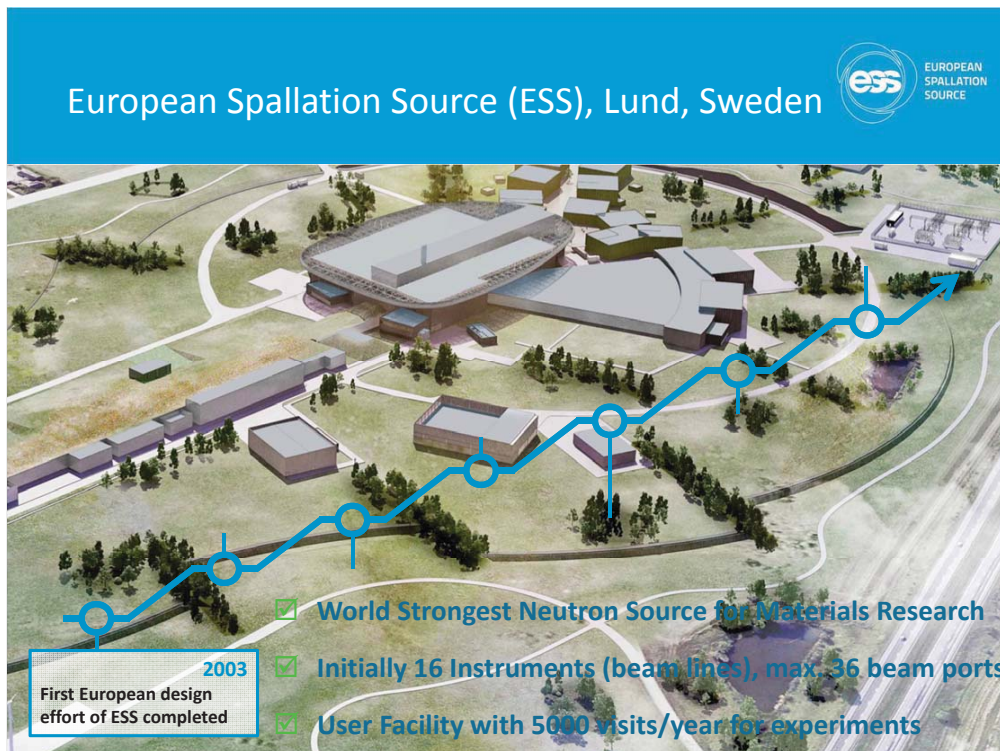 European Spallation Source (ESS), Lund, Sweden
ess
EUROPEAN
SPALLATION
SOURCE
World Strongest Neutron Source for Materials Research
Initially 16 Instruments (beam lines), max. 36 beam ports
User Facility with 5000 visits/year for experiments
2003
First European design
effort of ESS completed